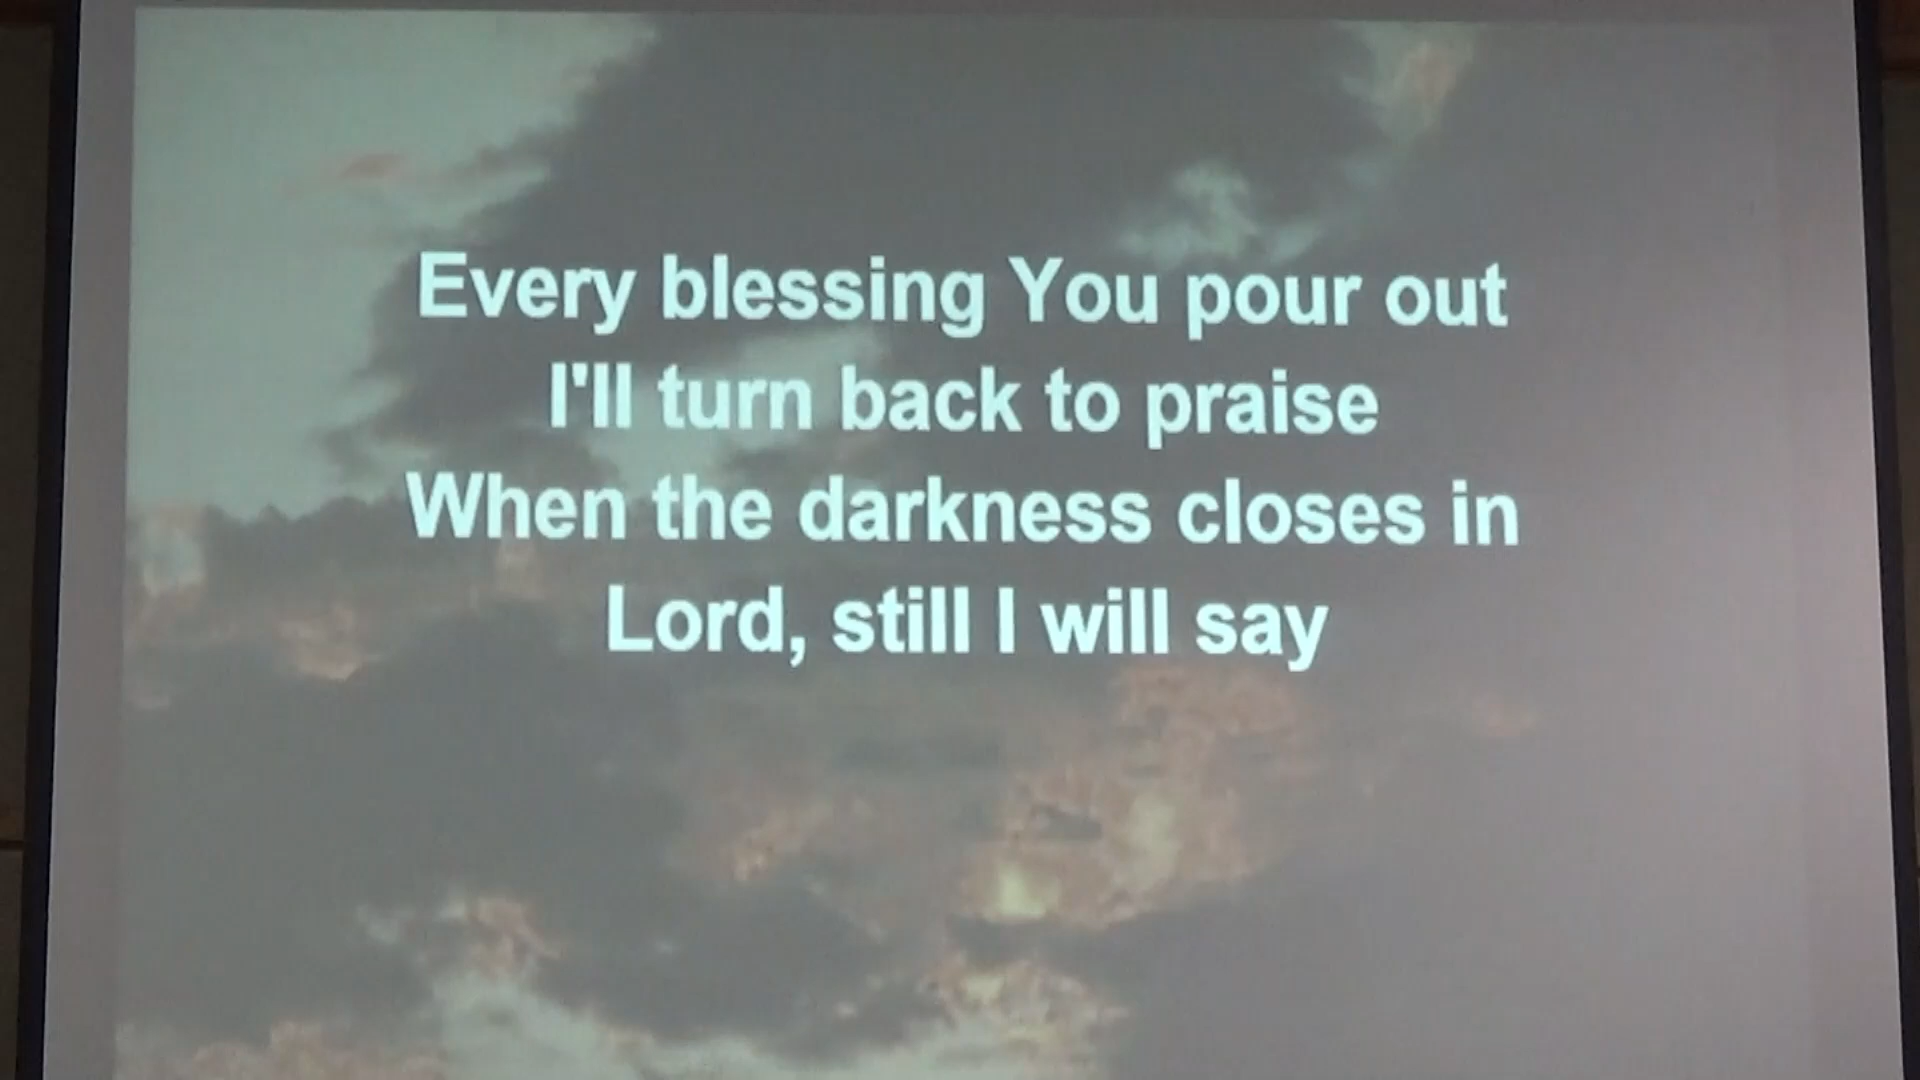 Every blessing You pour out
I'll turn back to praise
When the darkness closes in
Lord, still I will say